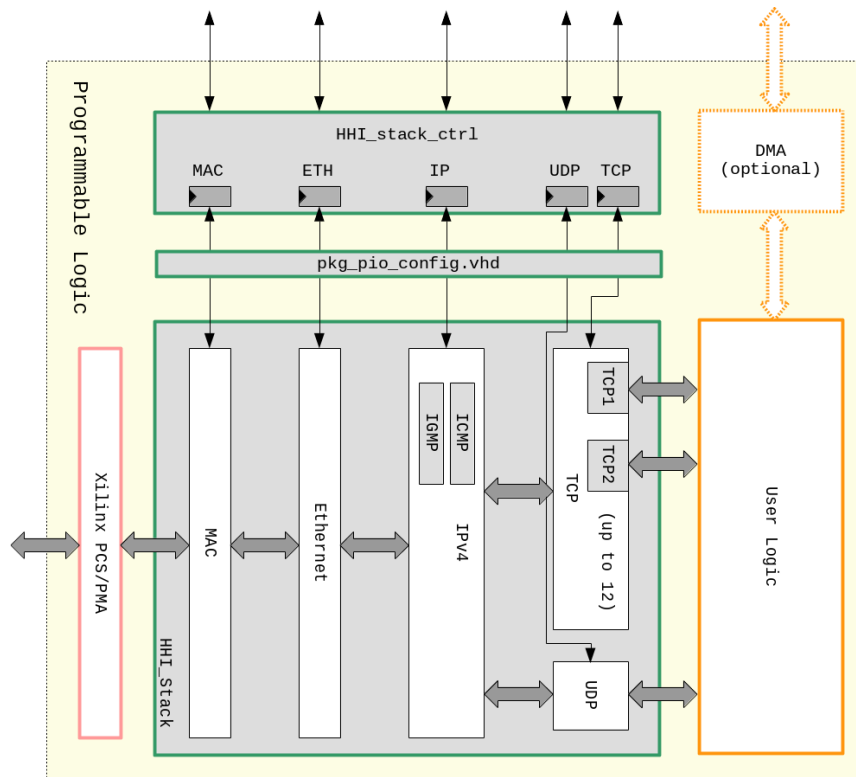 Programmable Logic
HHI_stack_ctrl
MAC
ETH
IP
UDP
TCP
DMA
(optional)
pkg_pio_config.vhd
Xilinx PCS/PMA
MAC
Ethernet
IGMP
ICMP
IPV4
TCP1
TCP2
TCP
(up to 12)
UDP
HHI_Stack
User Logic